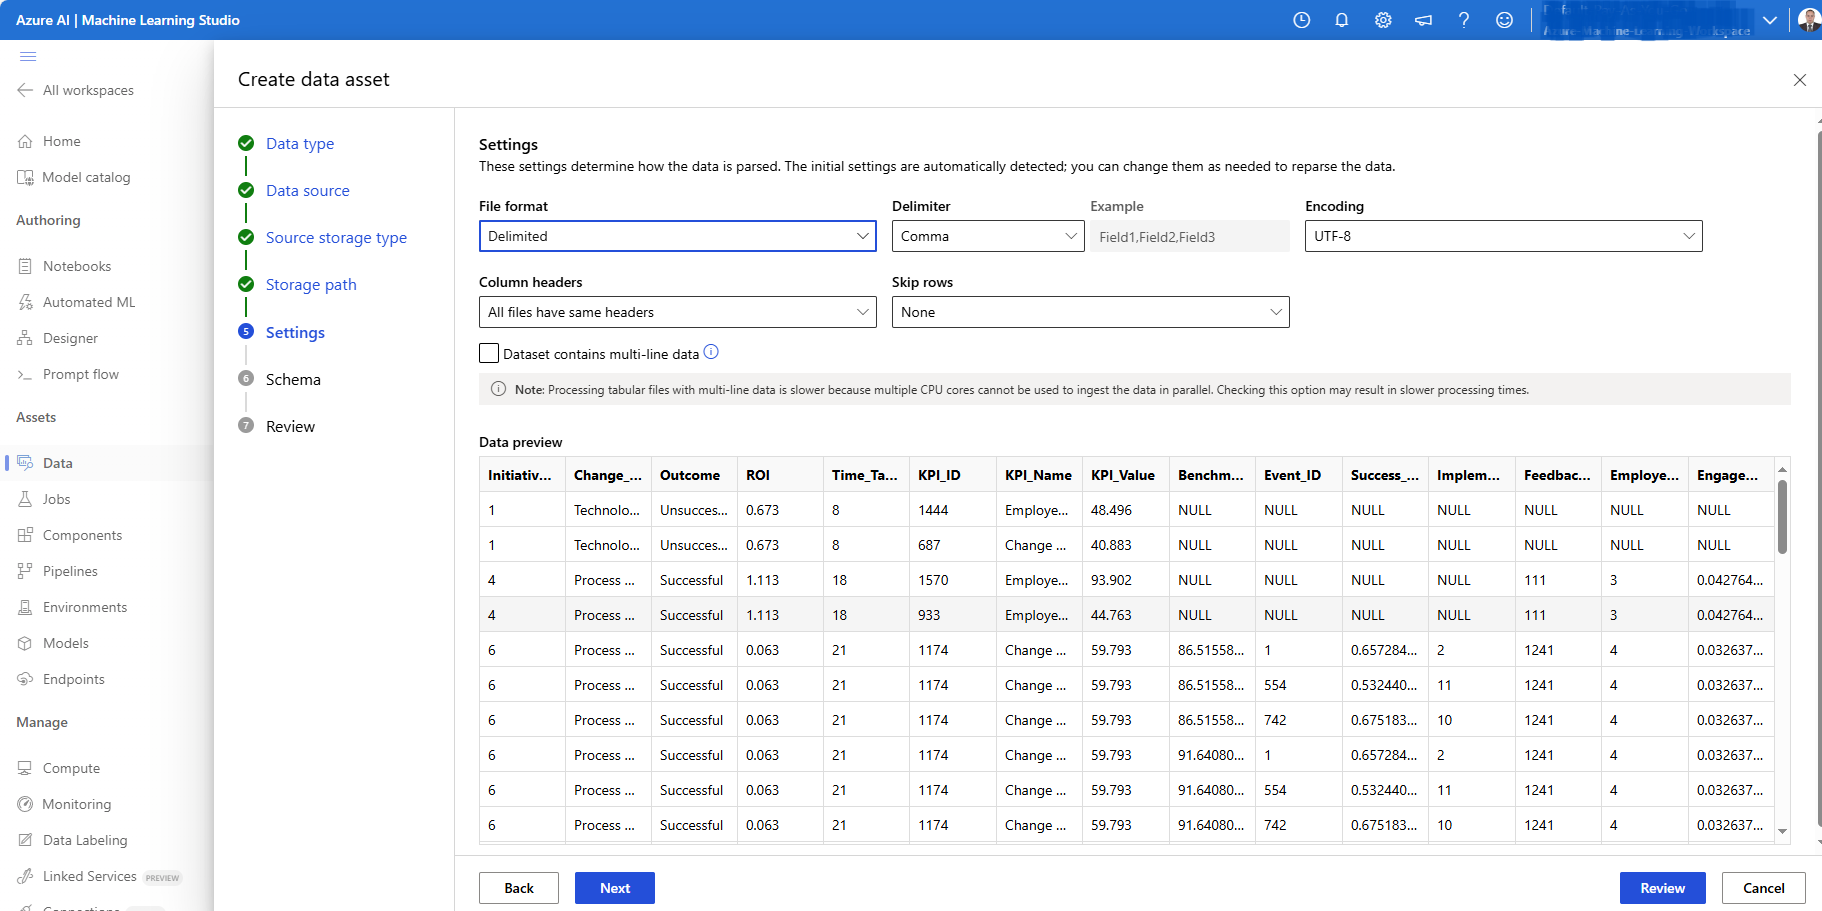 Azure AI | Machine Learning Studio
All workspaces
Home
Model catalog
Authoring
Notebooks
Automated ML
Designer
Prompt flow
Assets
Data
Jobs
Components
Pipelines
Environments
Models
Endpoints
Manage
Compute
Monitoring
Data Labeling
Linked Services PREVIEW
Create data asset
Data type
Data source
Source storage type
Storage path
5 Settings
6 Schema
7 Review
Settings
These settings determine how the data is parsed. The initial settings are automatically detected; you can change them as needed to reparse the data.
File format Delimiter Example Encoding
Delimited Comma Field1,Field2,Field3 UTF-8
Column headers Skip rows
All files have same headers None
Dataset contains multi-line data
Note: Processing tabular files with multi-line data is slower because multiple CPU cores cannot be used to ingest the data in parallel. Checking this option may result in slower processing times.
Data preview
Initiativ... Change_... Outcome ROI Time_Ta... KPI_ID KPI_Name KPI_Value Benchm... Event_ID Success_... Implem... Feedbac... Employe... Engage...
1 Technolo... Unsucces... 0.673 8 1444 Employe... 48.496 NULL NULL NULL NULL NULL NULL NULL
1 Technolo... Unsucces... 0.673 8 687 Change ... 40.883 NULL NULL NULL NULL NULL NULL NULL
4 Process ... Successful 1.113 18 1570 Employe... 93.902 NULL NULL NULL NULL 111 3 0.042764...
4 Process ... Successful 1.113 18 933 Employe... 44.763 NULL NULL NULL NULL 111 3 0.042764...
6 Process ... Successful 0.063 21 1174 Change ... 59.793 86.51558... 1 0.657284... 2 1241 4 0.032637...
6 Process ... Successful 0.063 21 1174 Change ... 59.793 86.51558... 554 0.532440... 11 1241 4 0.032637...
6 Process ... Successful 0.063 21 1174 Change ... 59.793 86.51558... 742 0.675183... 10 1241 4 0.032637...
6 Process ... Successful 0.063 21 1174 Change ... 59.793 91.64080... 1 0.657284... 2 1241 4 0.032637...
6 Process ... Successful 0.063 21 1174 Change ... 59.793 91.64080... 554 0.532440... 11 1241 4 0.032637...
6 Process ... Successful 0.063 21 1174 Change ... 59.793 91.64080... 742 0.675183... 10 1241 4 0.032637...
Back Next Review Cancel